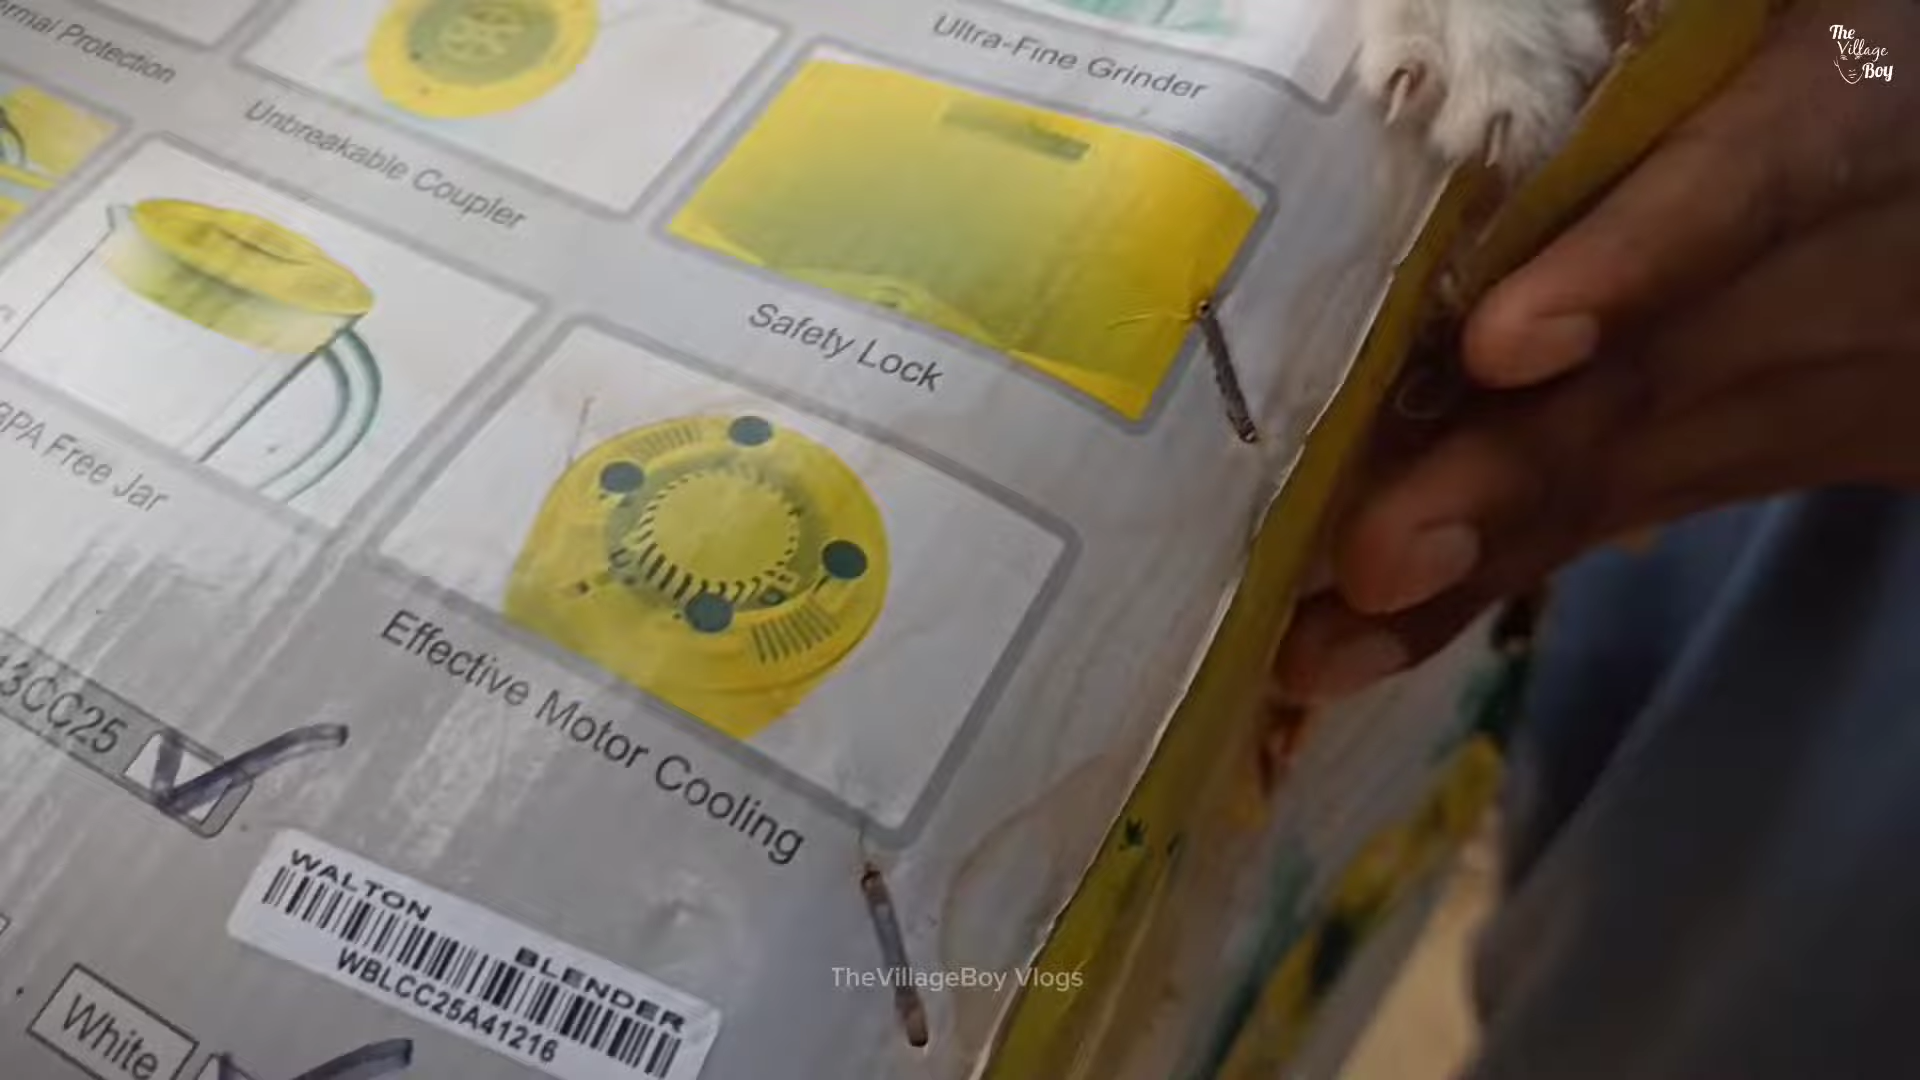 The
Village
Boy
Protection
Ultra-Fine Grinder
Unbreakable Coupler
Safety Lock
BPA Free Jar
Effective Motor Cooling
3CC25
WALTON
BLENDER
WBLCC25A41216
White
TheVillageBoy Vlogs